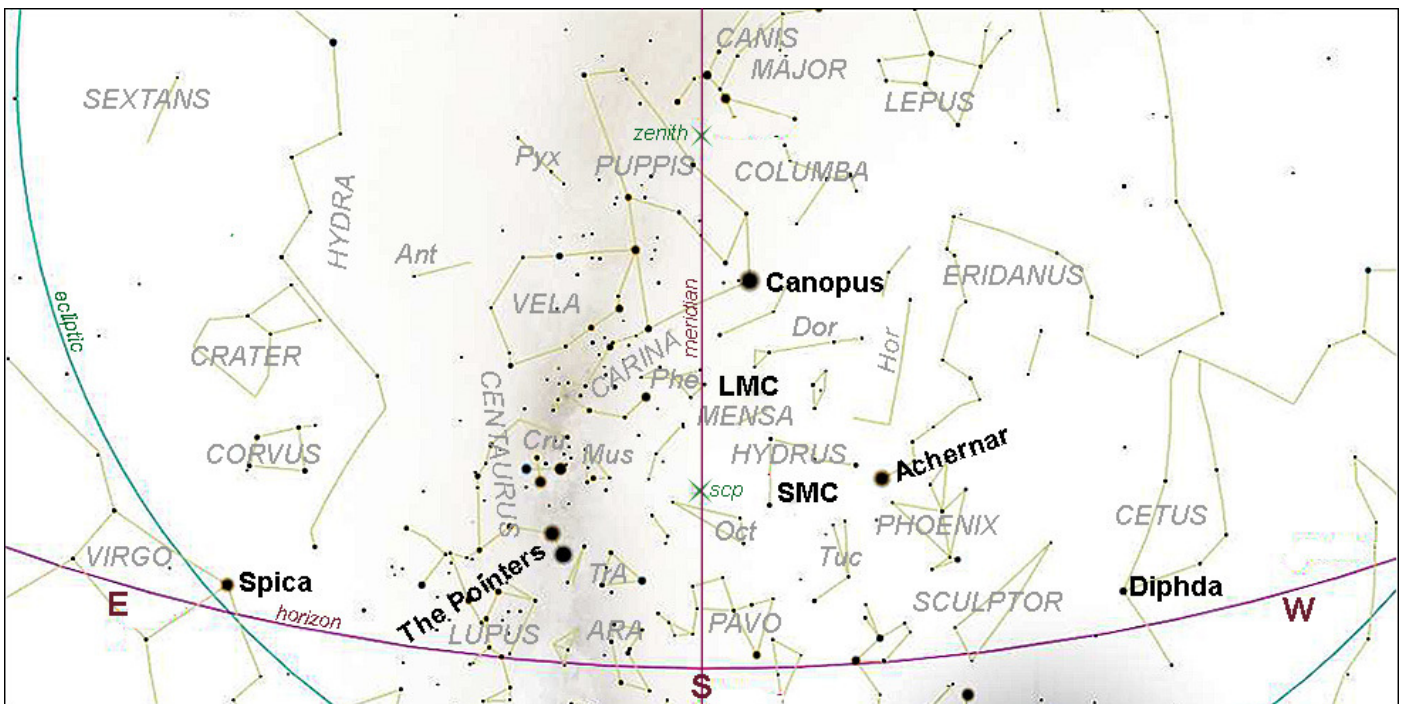 CANIS
MAJOR
SEXTANS
LEPUS
zenith
Pyx
PUPPIS
COLUMBA
HYDRA
Ant
ERIDANUS
Canopus
VELA
meridian
ecliptic
Dor
Hor
CRATER
CARINA
Phe
LMC
MENSA
CENTAURUS
CORVUS
Cru
Mus
HYDRUS
Achernar
scp
SMC
Oct
PHOENIX
CETUS
VIRGO
Tuc
TrA
Spica
The Pointers
Diphda
E
horizon
SCULPTOR
W
LUPUS
ARA
PAVO
S